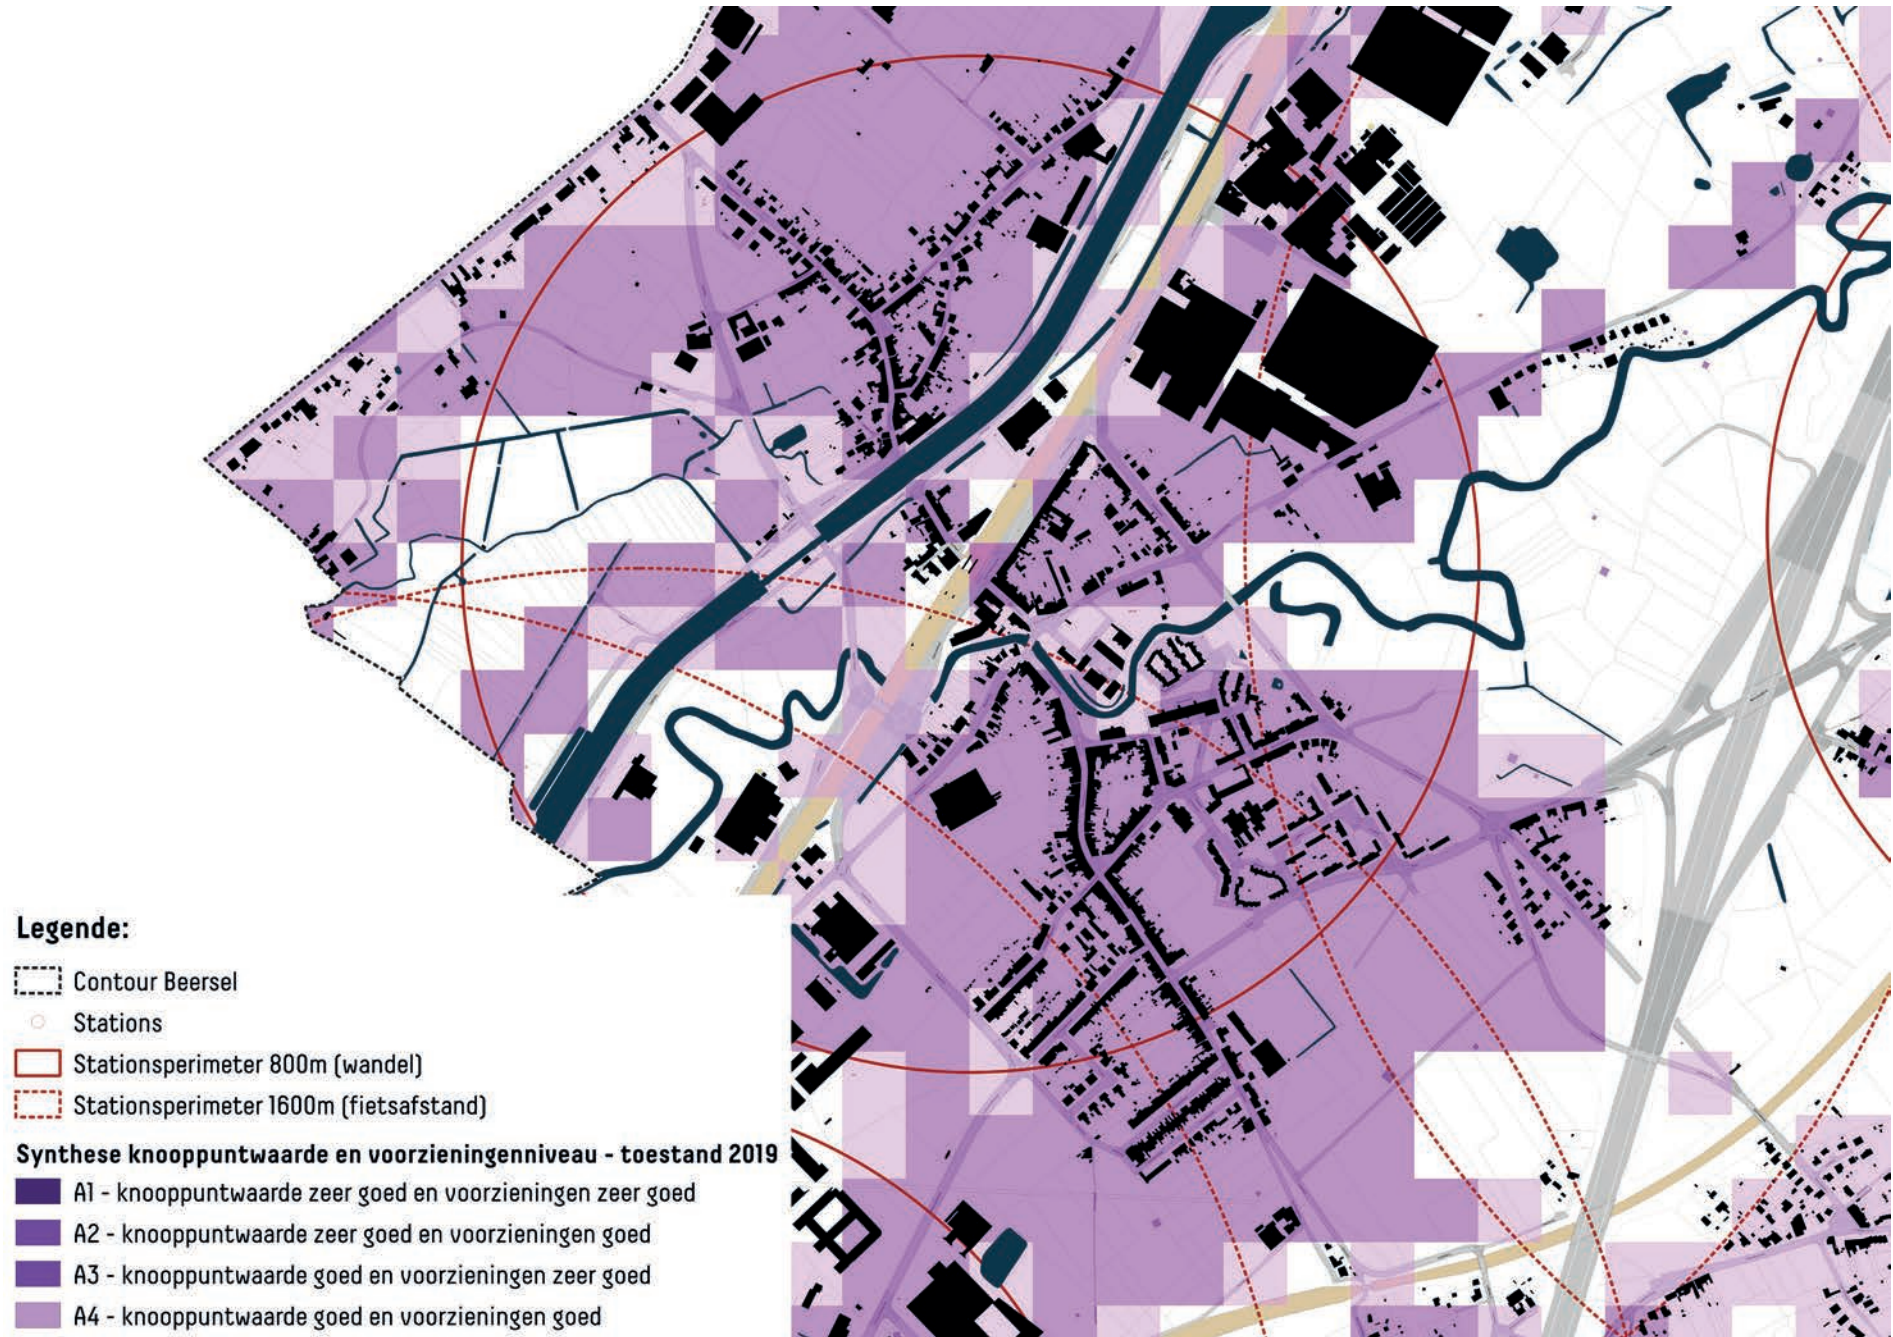 Legende:
Contour Beersel
Stations
Stationsperimeter 800m (wandel)
Stationsperimeter 1600m (fietsafstand)
Synthese knooppuntwaarde en voorzieningenniveau - toestand 2019
A1 - knooppuntwaarde zeer goed en voorzieningen zeer goed
A2 - knooppuntwaarde zeer goed en voorzieningen goed
A3 - knooppuntwaarde goed en voorzieningen zeer goed
A4 - knooppuntwaarde goed en voorzieningen goed